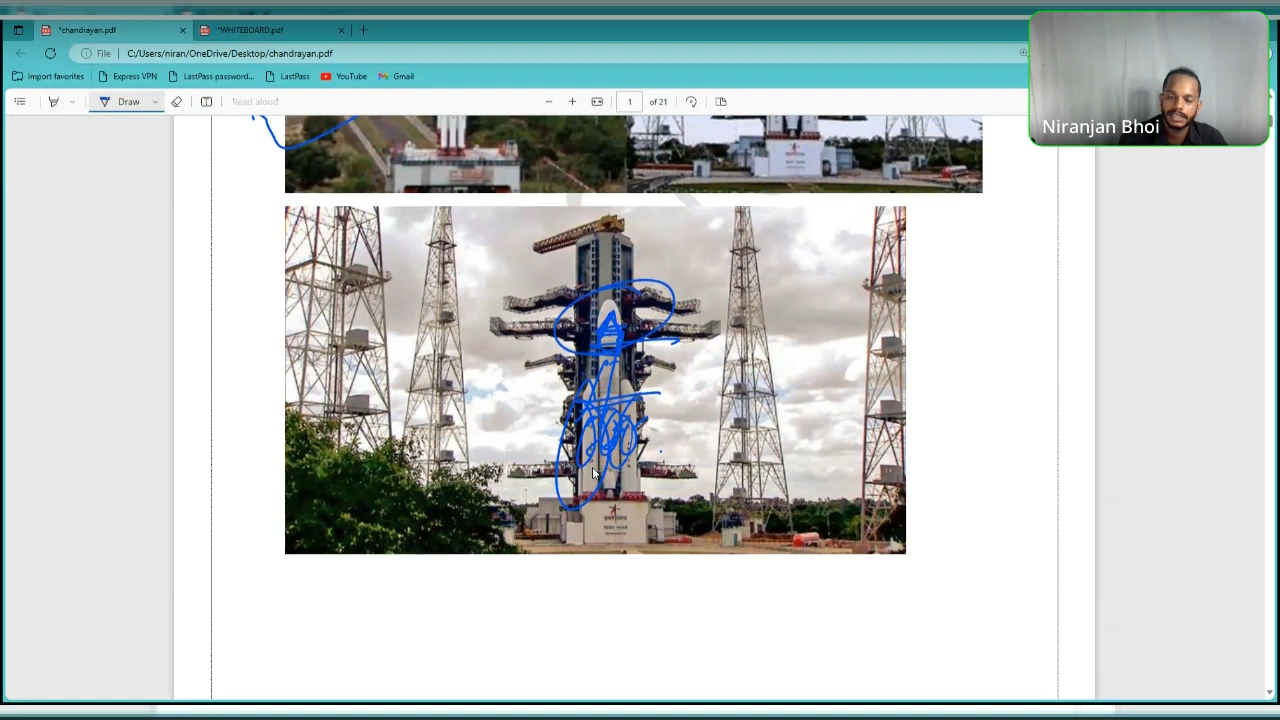 *chandrayan.pdf
*WHITEBOARD.pdf
File C:/Users/niran/OneDrive/Desktop/chandrayan.pdf
Import favorites Express VPN LastPass password... LastPass YouTube Gmail
Draw Read aloud 1 of 21
Niranjan Bhoi